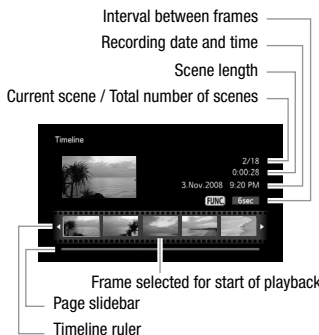 Interval between frames
Recording date and time
Scene length
Current scene / Total number of scenes
Timeline
2/18
0:00:28
3.Nov.2008 9:20 PM
FUNC. 6sec
Frame selected for start of playback
Page slidebar
Timeline ruler